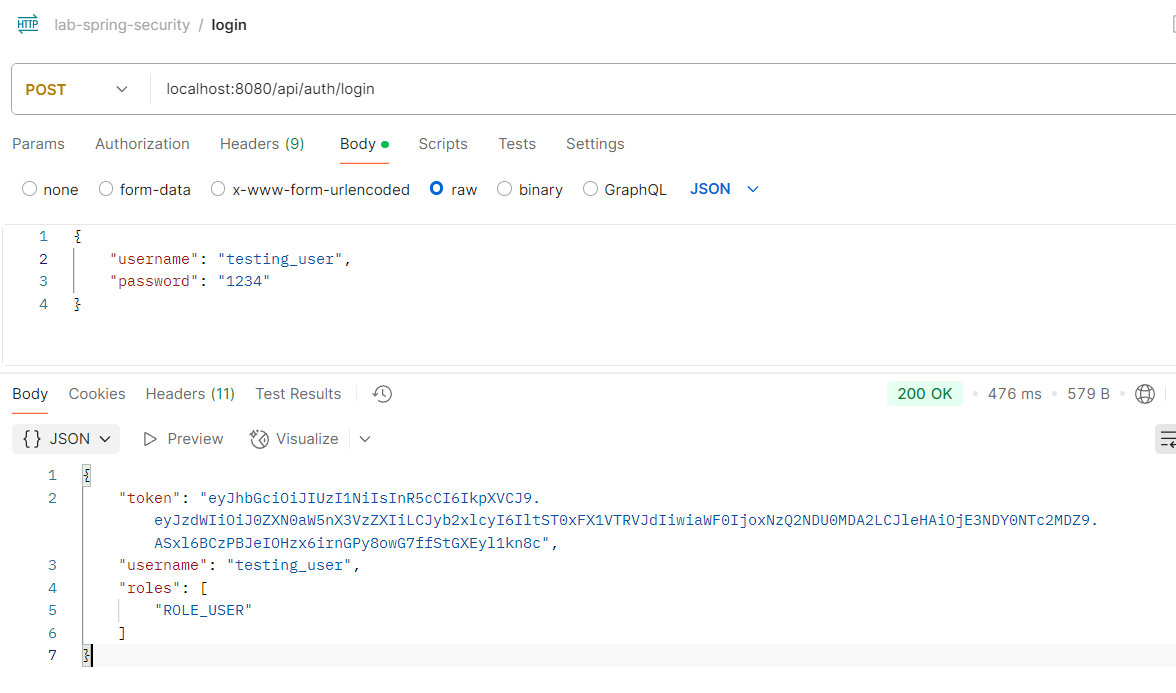 HTTP lab-spring-security / login
POST localhost:8080/api/auth/login
Params Authorization Headers (9) Body Scripts Tests Settings
none form-data x-www-form-urlencoded raw binary GraphQL JSON
1 {
2 "username": "testing_user",
3 "password": "1234"
4 }
Body Cookies Headers (11) Test Results 200 OK • 476 ms • 579 B •
{} JSON Preview Visualize
1 {
2 "token": "eyJhbGciOiJIUzI1NiIsInR5cCI6IkpXVCJ9.
eyJzdWIiOiJ0ZXN0aW5nX3VzZXIiLCJyb2xlcyI6IltST0xFX1VTRVJdIiwiaWF0IjoxNzQ2NDU0MDA2LCJleHAiOjE3NDY0NTc2MDZ9.
ASxl6BCzPBJeIOHzx6irnGPy8owG7ffStGXEyl1kn8c",
3 "username": "testing_user",
4 "roles": [
5 "ROLE_USER"
6 ]
7 }